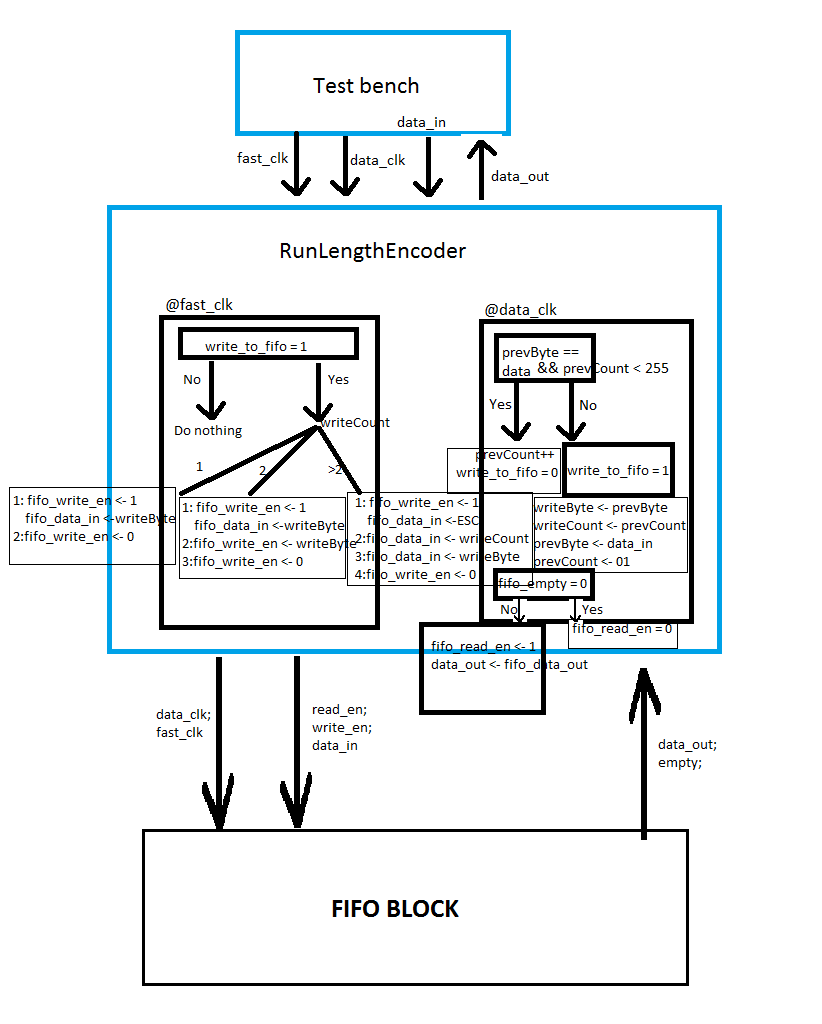 Test bench
data_in
fast_clk
data_clk
data_out
RunLengthEncoder
@fast_clk
@data_clk
write_to_fifo = 1
No
Yes
Do nothing
writeCount
1
2
>2
1: fifo_write_en <- 1
fifo_data_in <-writeByte
2:fifo_write_en <- 0
1: fifo_write_en <- 1
fifo_data_in <-writeByte
2:fifo_write_en <- writeByte
3:fifo_write_en <- 0
1: fifo_write_en <- 1
fifo_data_in <-ESC
2:fifo_data_in <- writeCount
3:fifo_data_in <- writeByte
4:fifo_write_en <- 0
prevByte ==
data && prevCount < 255
Yes
No
prevCount++
write_to_fifo = 0
write_to_fifo = 1
writeByte <- prevByte
writeCount <- prevCount
prevByte <- data_in
prevCount <- 01
fifo_empty = 0
No
Yes
fifo_read_en = 0
fifo_read_en <- 1
data_out <- fifo_data_out
data_clk;
fast_clk
read_en;
write_en;
data_in
data_out;
empty;
FIFO BLOCK